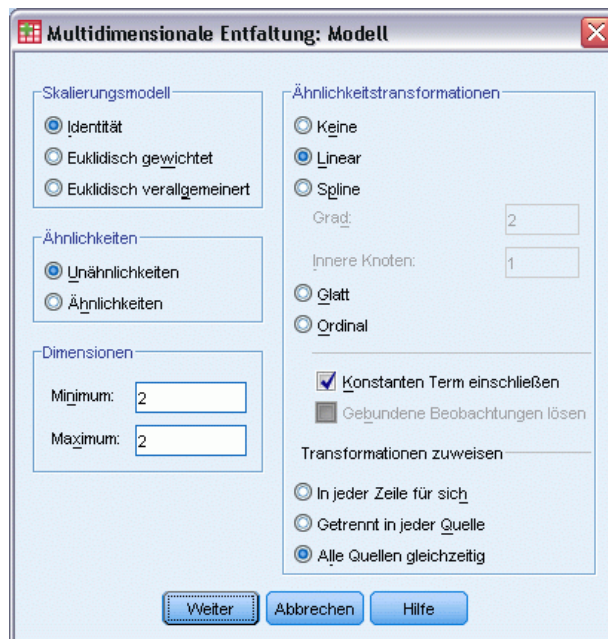 Multidimensionale Entfaltung: Modell
Skalierungsmodell
Identität
Euklidisch gewichtet
Euklidisch verallgemeinert
Ähnlichkeiten
Unähnlichkeiten
Ähnlichkeiten
Dimensionen
Minimum: 2
Maximum: 2
Ähnlichkeitstransformationen
Keine
Linear
Spline
Grad: 2
Innere Knoten: 1
Glatt
Ordinal
Konstanten Term einschließen
Gebundene Beobachtungen lösen
Transformationen zuweisen
In jeder Zeile für sich
Getrennt in jeder Quelle
Alle Quellen gleichzeitig
Weiter Abbrechen Hilfe